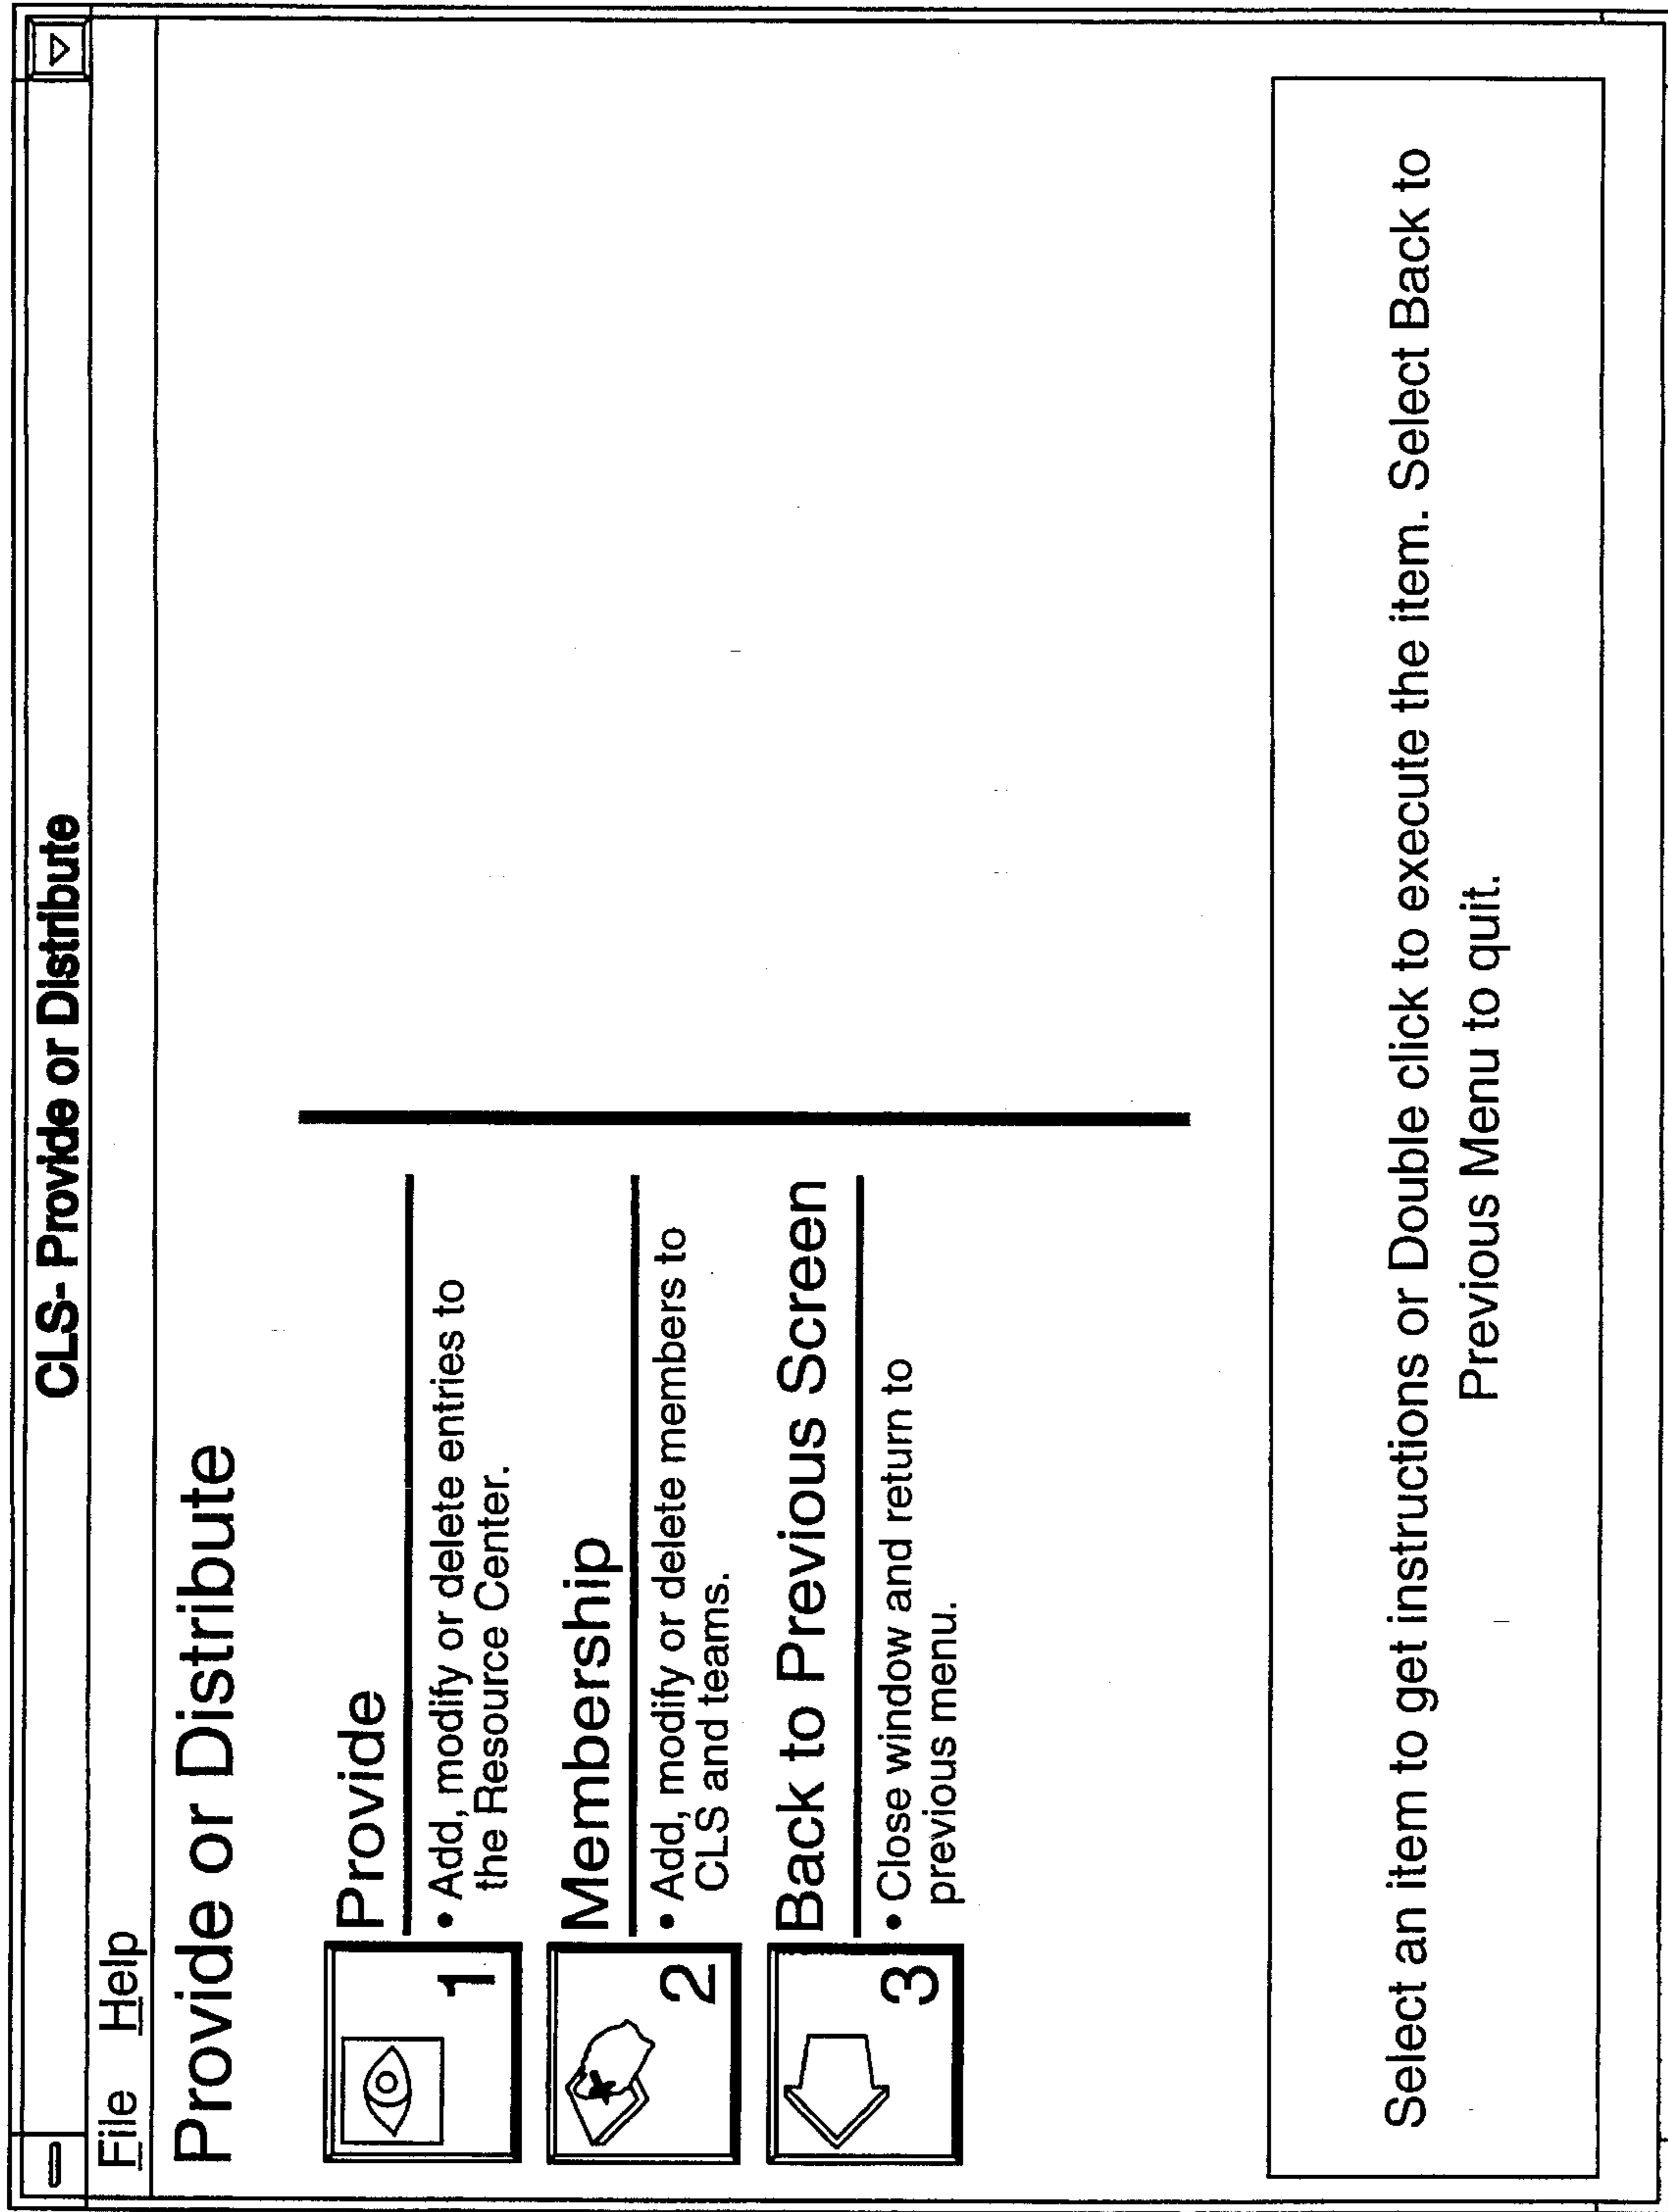 CLS- Provide or Distribute
File Help
Provide or Distribute
1
Provide
• Add, modify or delete entries to
the Resource Center.
2
Membership
• Add, modify or delete members to
CLS and teams.
3
Back to Previous Screen
• Close window and return to
previous menu.
Select an item to get instructions or Double click to execute the item. Select Back to
Previous Menu to quit.